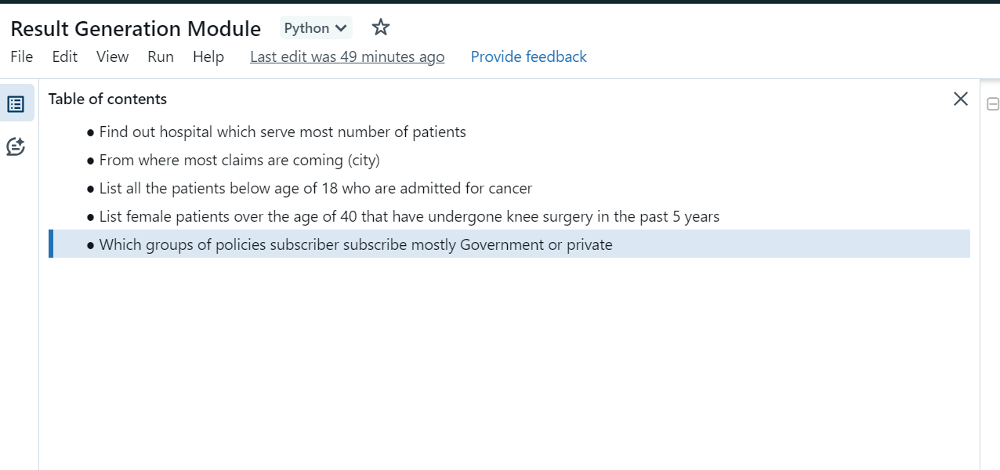 Result Generation Module Python
File Edit View Run Help Last edit was 49 minutes ago Provide feedback
Table of contents
● Find out hospital which serve most number of patients
● From where most claims are coming (city)
● List all the patients below age of 18 who are admitted for cancer
● List female patients over the age of 40 that have undergone knee surgery in the past 5 years
● Which groups of policies subscriber subscribe mostly Government or private